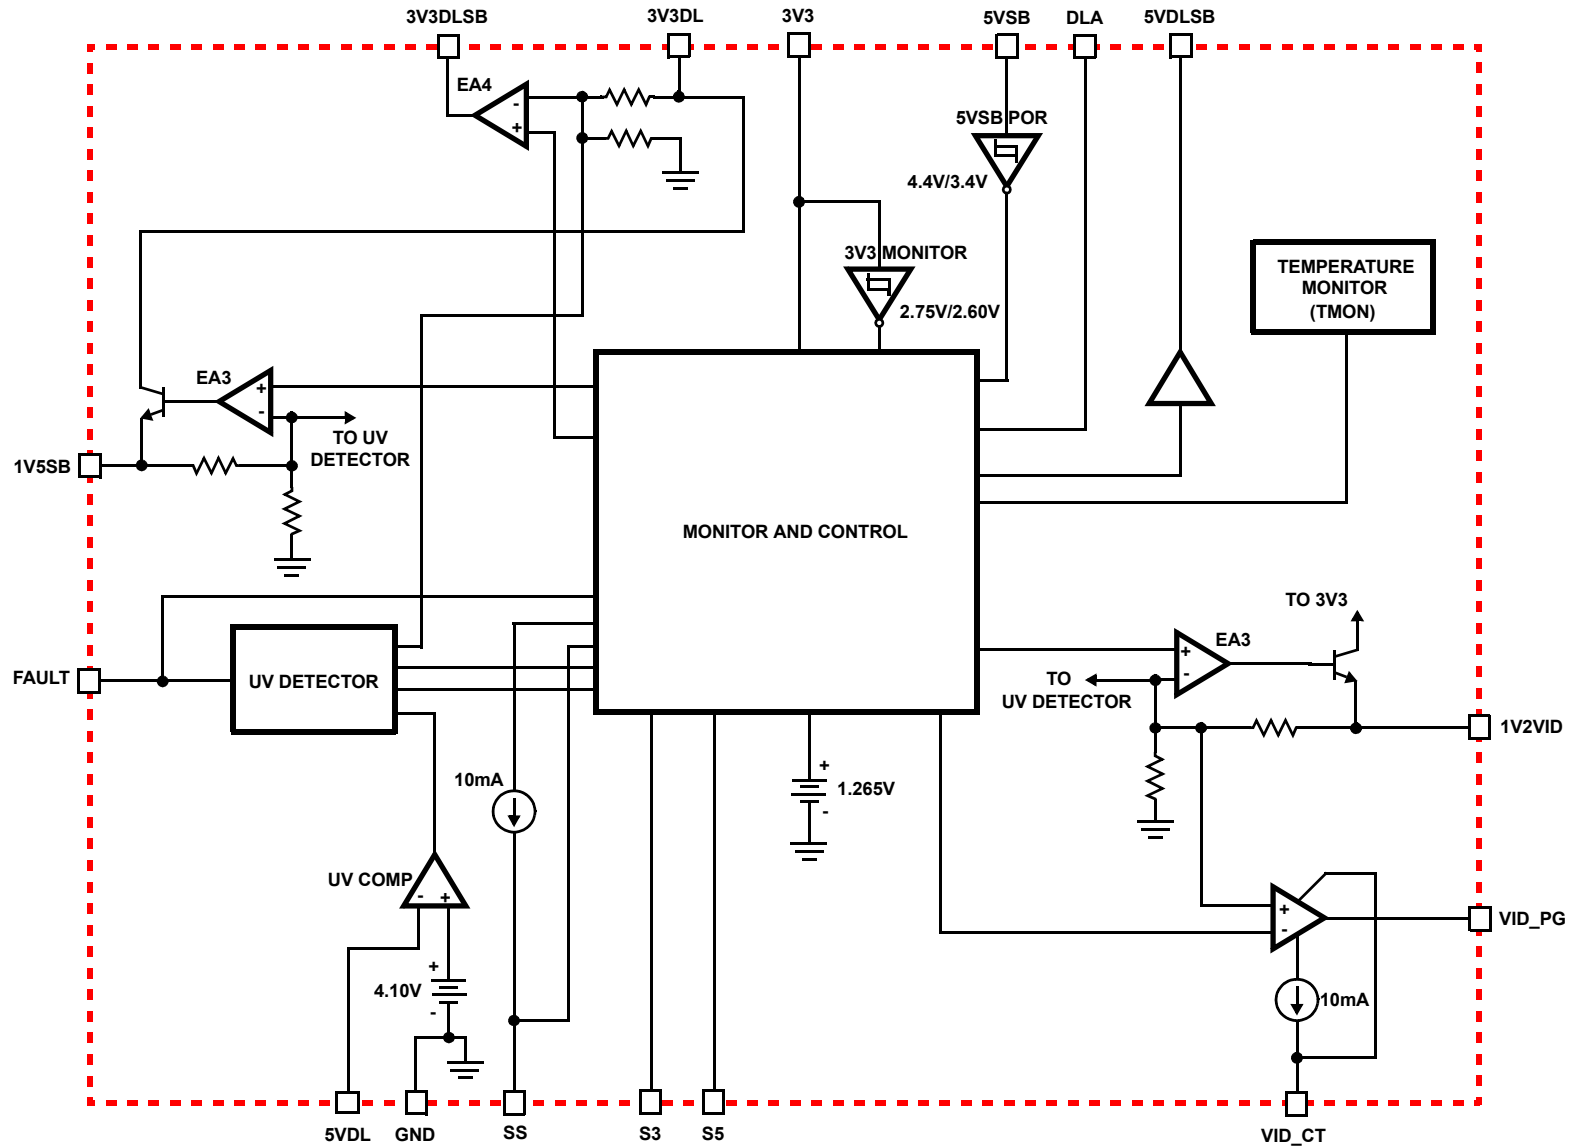 3V3DLSB
3V3DL
3V3
5VSB
DLA
5VDLSB
EA4
-
+
5VSB POR
4.4V/3.4V
3V3 MONITOR
2.75V/2.60V
TEMPERATURE
MONITOR
(TMON)
EA3
+
-
TO UV
DETECTOR
1V5SB
MONITOR AND CONTROL
TO 3V3
EA3
+
-
TO
UV DETECTOR
FAULT
UV DETECTOR
1V2VID
10mA
+
1.265V
-
UV COMP
-
+
+
4.10V
-
+
-
VID_PG
10mA
5VDL
GND
SS
S3
S5
VID_CT